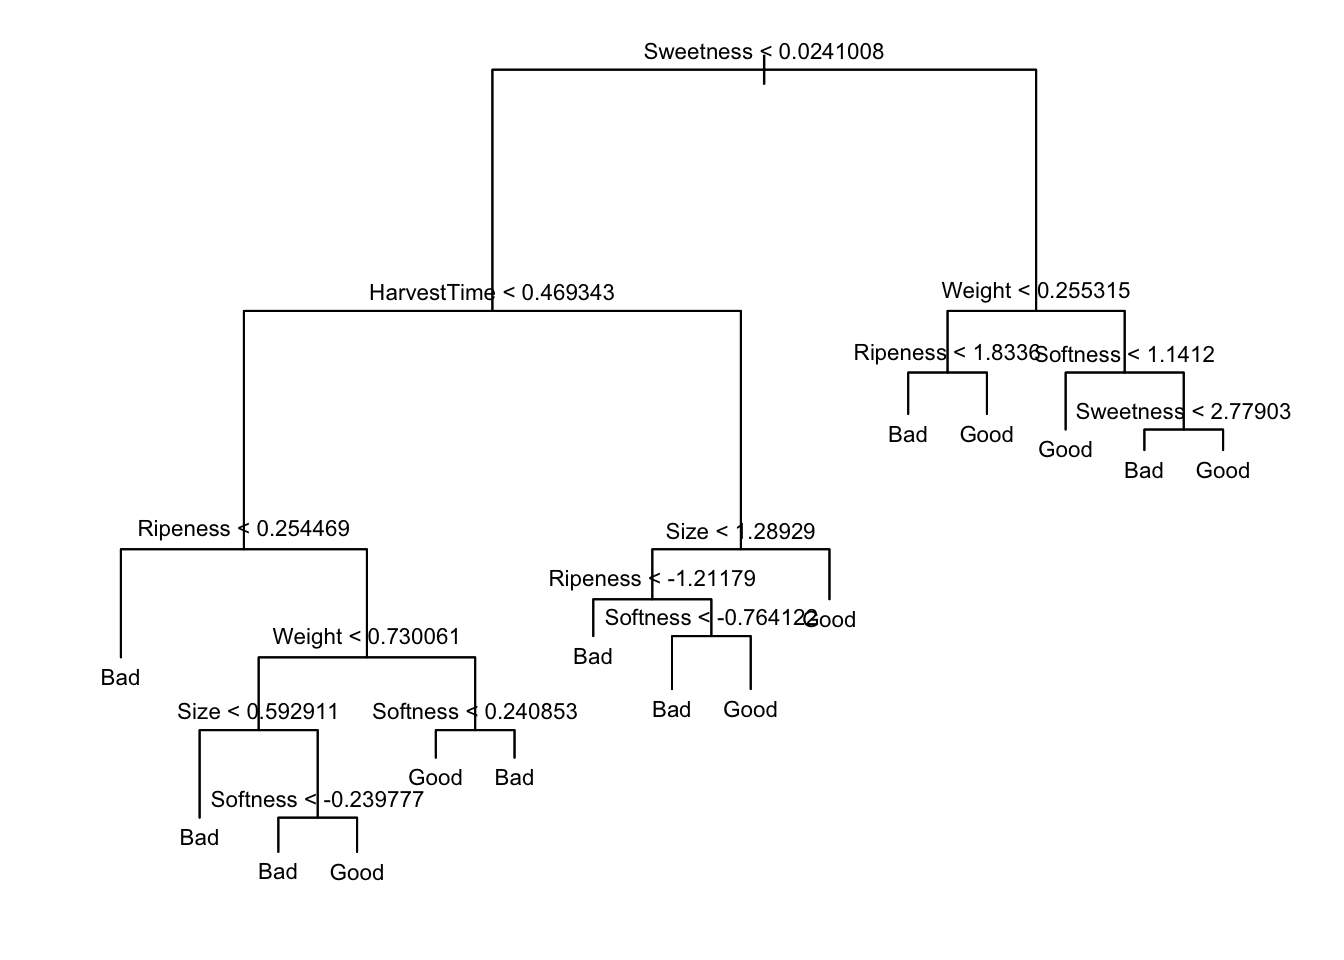 Sweetness < 0.0241008
HarvestTime < 0.469343
Weight < 0.255315
Ripeness < 1.8336
Softness < 1.1412
Bad
Good
Good
Sweetness < 2.77903
Bad
Good
Ripeness < 0.254469
Size < 1.28929
Bad
Weight < 0.730061
Ripeness < -1.21179
Good
Bad
Softness < -0.764122
Bad
Good
Size < 0.592911
Softness < 0.240853
Bad
Softness < -0.239777
Good
Bad
Bad
Good